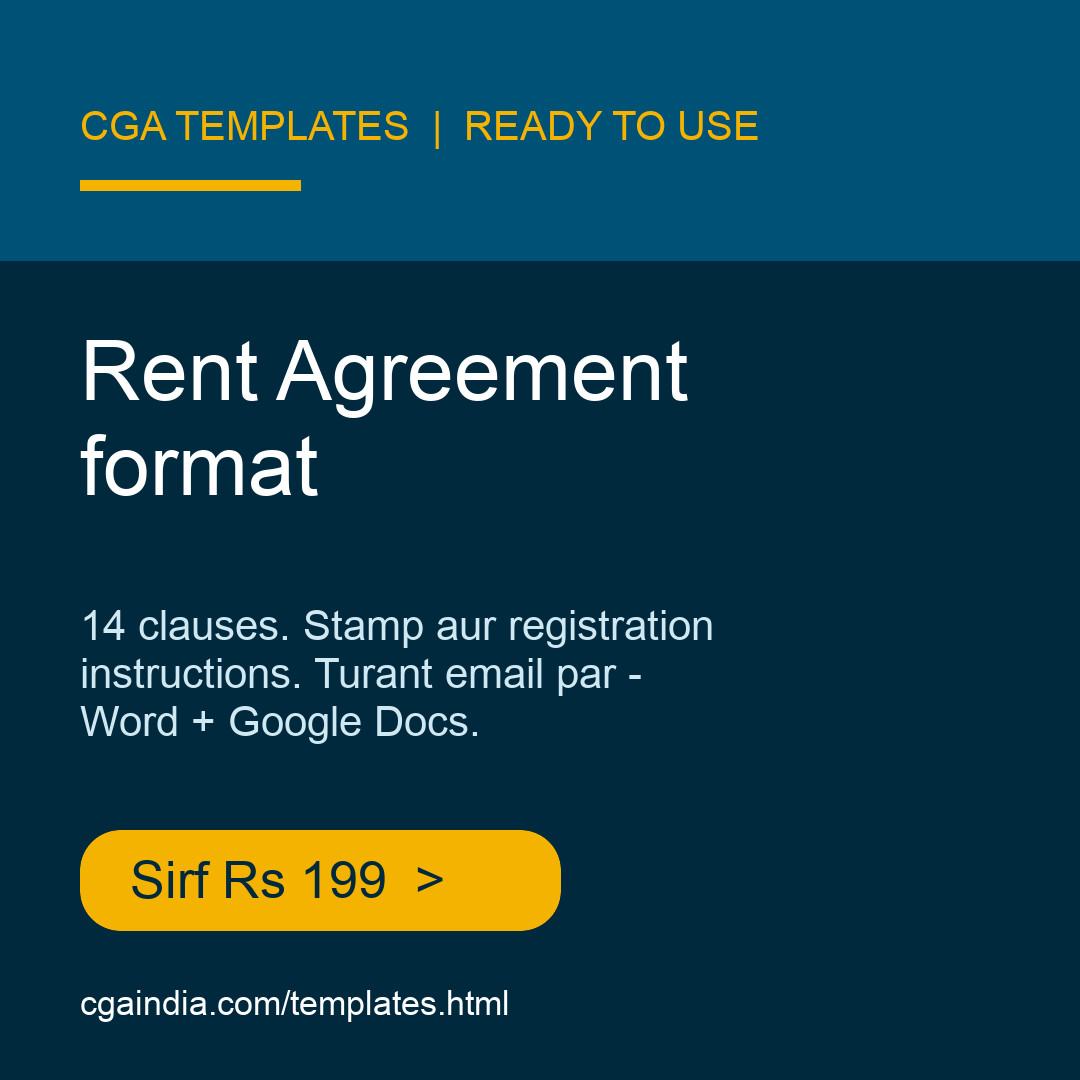 CGA TEMPLATES | READY TO USE
Rent Agreement
format
14 clauses. Stamp aur registration
instructions. Turant email par -
Word + Google Docs.
Sirf Rs 199 >
cgaindia.com/templates.html